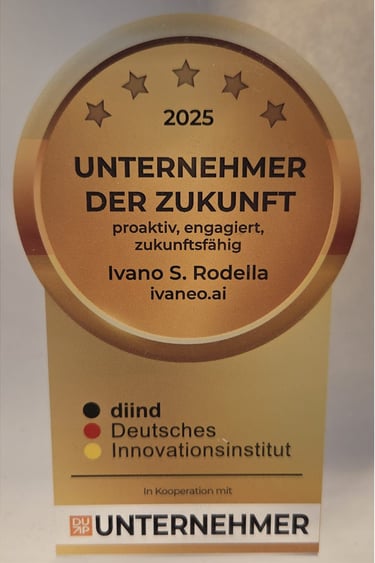 2025
UNTERNEHMER
DER ZUKUNFT
proaktiv, engagiert,
zukunftsfähig
Ivano S. Rodella
ivaneo.ai
diind
Deutsches
Innovationsinstitut
In Kooperation mit
DUP UNTERNEHMER